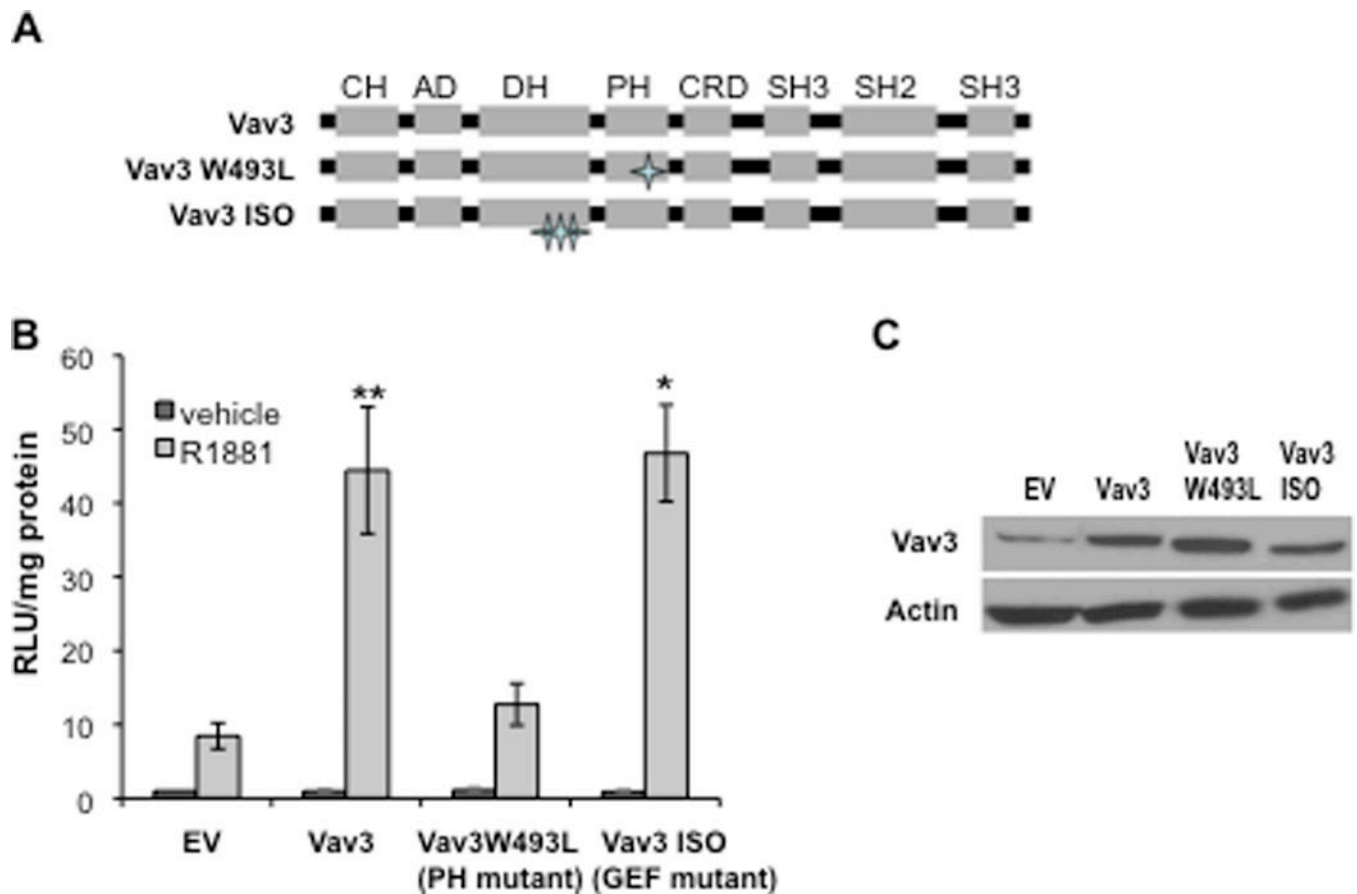 A
CH AD DH PH CRD SH3 SH2 SH3
Vav3
Vav3 W493L
Vav3 ISO
B
60
50
40
30
20
10
0
RLU/mg protein
vehicle
R1881
**
*
EV Vav3 Vav3W493L Vav3 ISO
(PH mutant) (GEF mutant)
C
Vav3 Vav3
EV Vav3 W493L ISO
Vav3
Actin